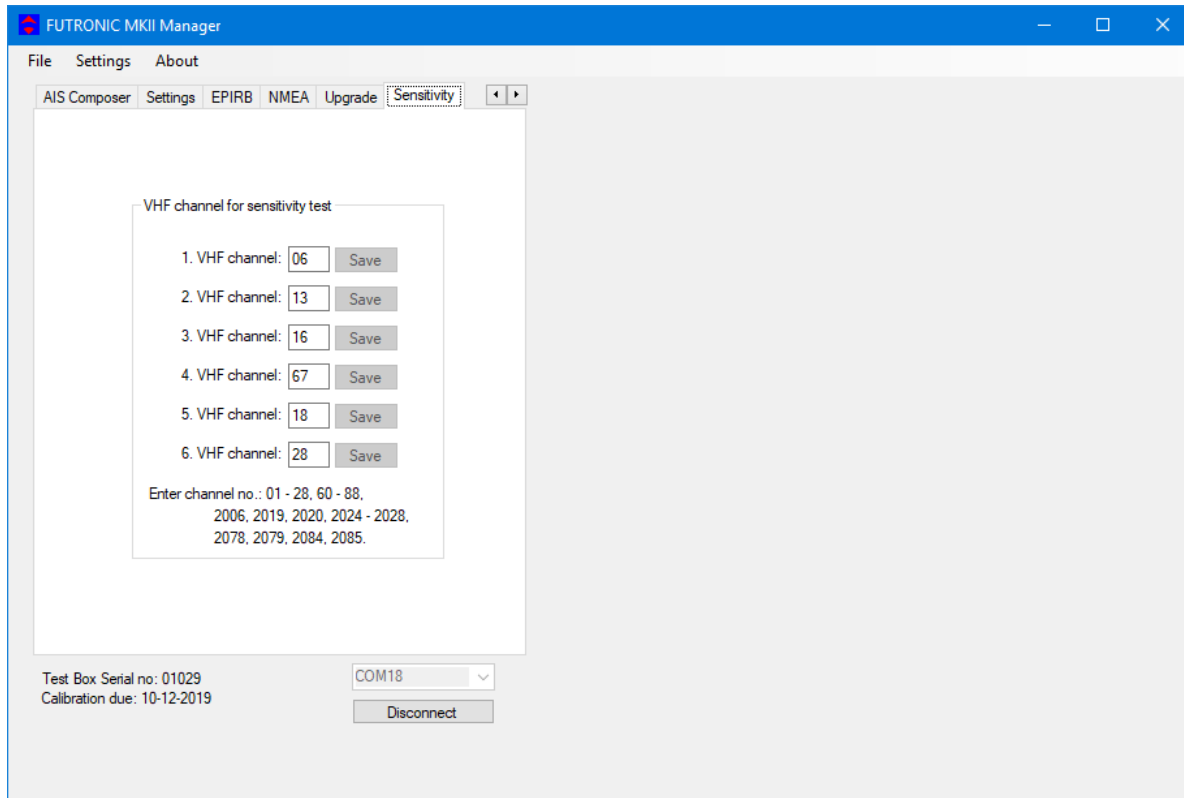 FUTRONIC MKII Manager
File Settings About
AIS Composer Settings EPIRB NMEA Upgrade Sensitivity
VHF channel for sensitivity test
1. VHF channel: 06 Save
2. VHF channel: 13 Save
3. VHF channel: 16 Save
4. VHF channel: 67 Save
5. VHF channel: 18 Save
6. VHF channel: 28 Save
Enter channel no.: 01 - 28, 60 - 88,
2006, 2019, 2020, 2024 - 2028,
2078, 2079, 2084, 2085.
Test Box Serial no: 01029
Calibration due: 10-12-2019
COM18
Disconnect